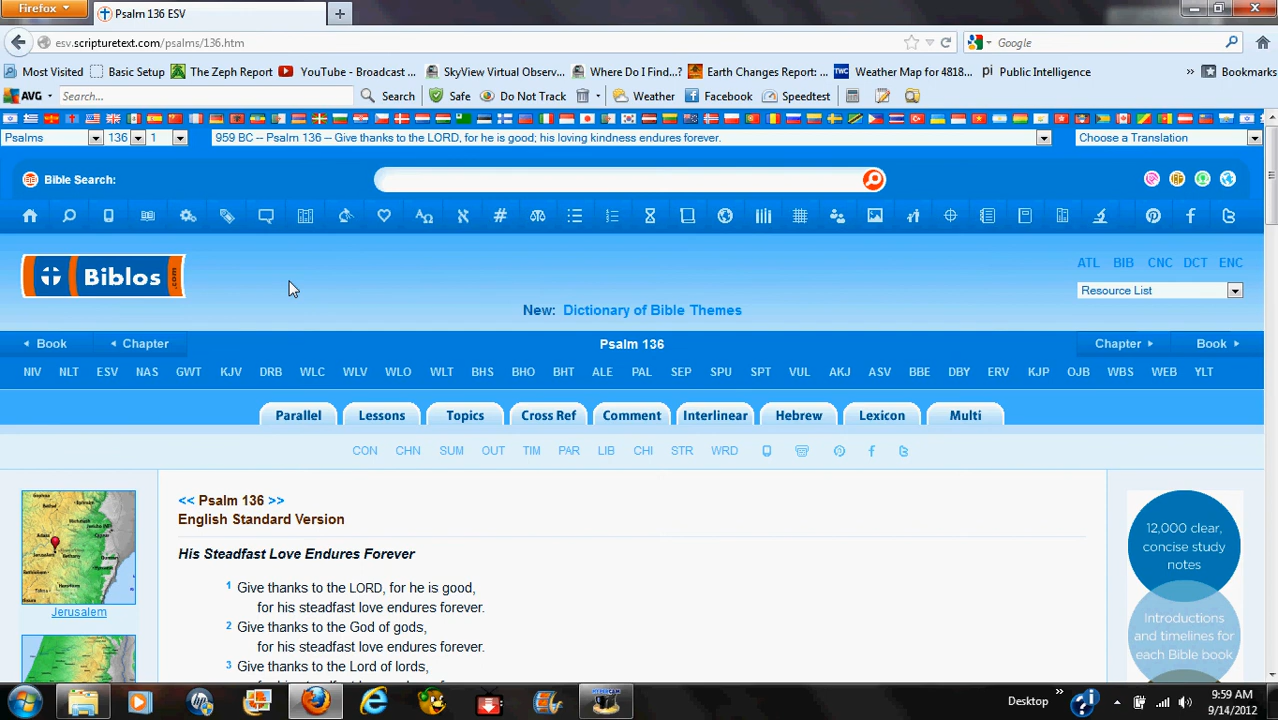 Firefox
Psalm 136 ESV
esv.scripturetext.com/psalms/136.htm
Google
Most Visited
Basic Setup
The Zeph Report
YouTube - Broadcast ...
SkyView Virtual Observ...
Where Do I Find...?
Earth Changes Report: ...
TWC
Weather Map for 4818...
pi
Public Intelligence
»
Bookmarks
AVG
Search...
Search
Safe
Do Not Track
Weather
Facebook
Speedtest
Psalms
136
1
959 BC -- Psalm 136 -- Give thanks to the LORD, for he is good; his loving kindness endures forever.
Choose a Translation
Bible Search:
Biblos
.com
ATL BIB CNC DCT ENC
Resource List
New: Dictionary of Bible Themes
Book
Chapter
Psalm 136
Chapter
Book
NIV NLT ESV NAS GWT KJV DRB WLC WLV WLO WLT BHS BHO BHT ALE PAL SEP SPU SPT VUL AKJ ASV BBE DBY ERV KJP OJB WBS WEB YLT
Parallel Lessons Topics Cross Ref Comment Interlinear Hebrew Lexicon Multi
CON CHN SUM OUT TIM PAR LIB CHI STR WRD
<< Psalm 136 >>
English Standard Version
His Steadfast Love Endures Forever
1 Give thanks to the LORD, for he is good,
for his steadfast love endures forever.
2 Give thanks to the God of gods,
for his steadfast love endures forever.
3 Give thanks to the Lord of lords,
Jerusalem
12,000 clear,
concise study
notes
Introductions
and timelines for
each Bible book
Desktop
»
9:59 AM
9/14/2012